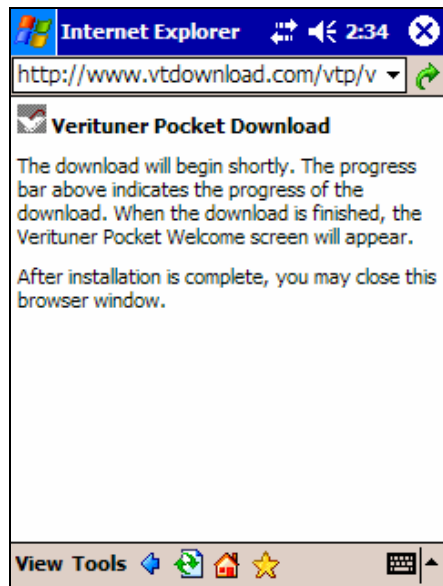 Internet Explorer 2:34
http://www.vtdownload.com/vtp/v
Verituner Pocket Download
The download will begin shortly. The progress
bar above indicates the progress of the
download. When the download is finished, the
Verituner Pocket Welcome screen will appear.
After installation is complete, you may close this
browser window.
View Tools